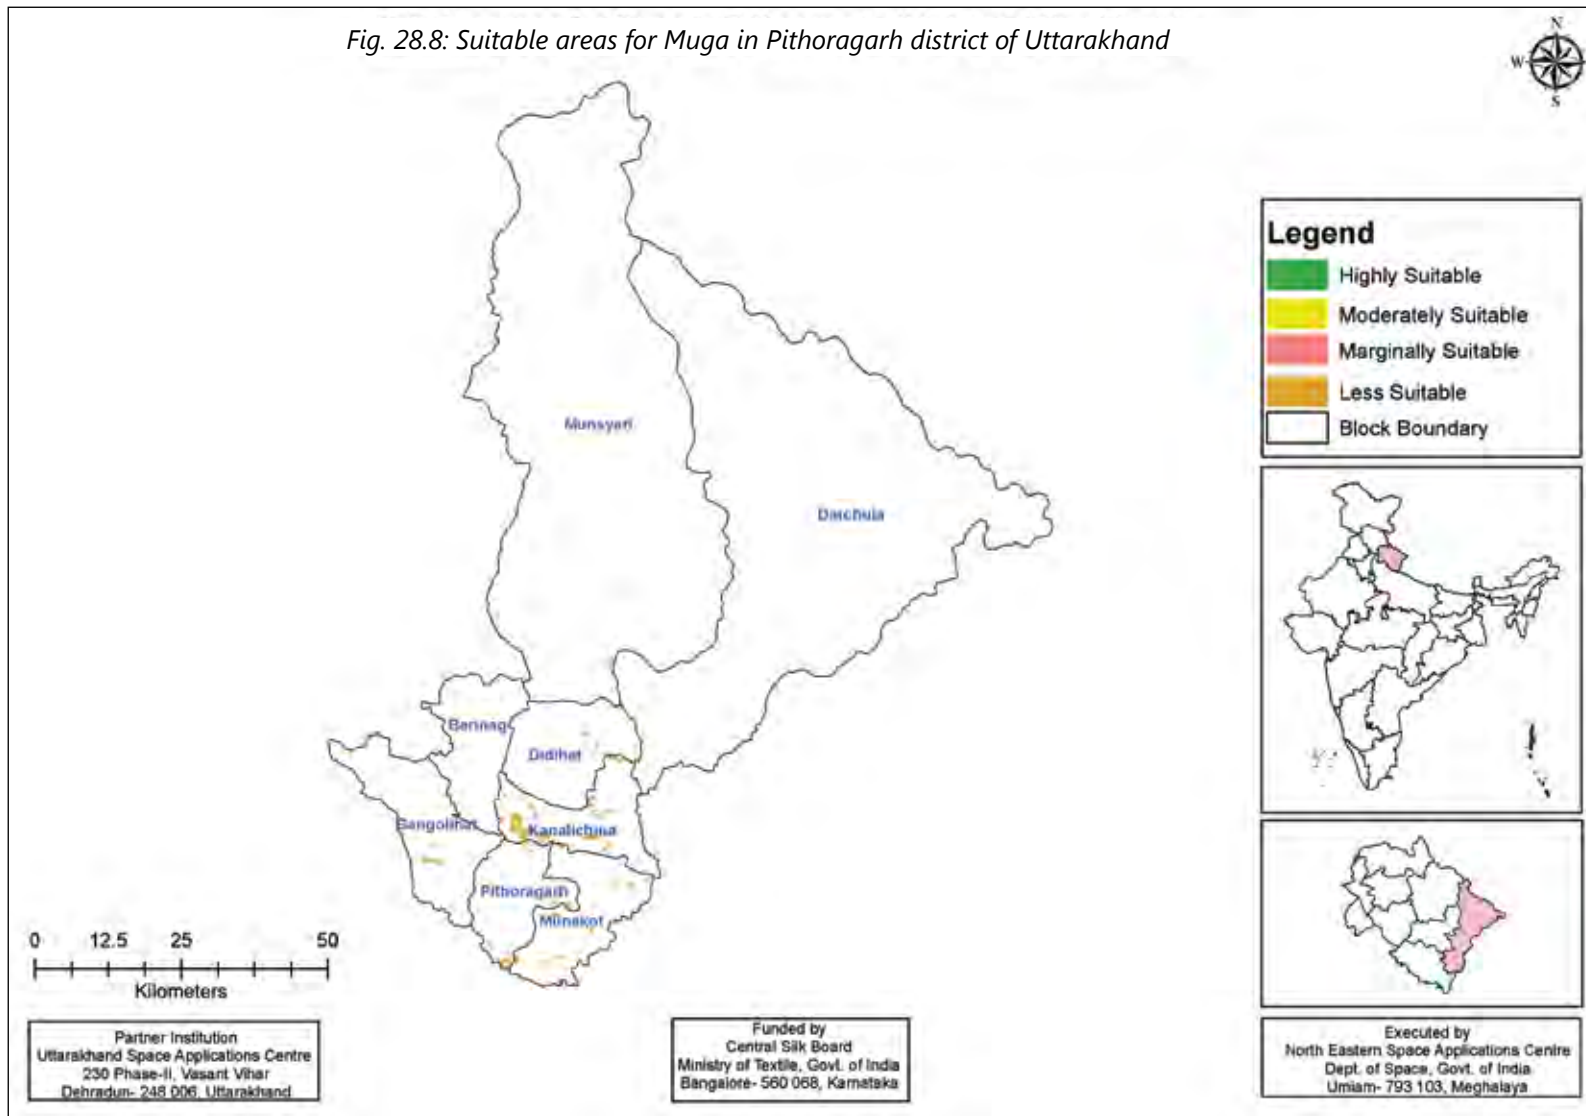 Fig. 28.8: Suitable areas for Muga in Pithoragarh district of Uttarakhand
N
W
S
Legend
Highly Suitable
Moderately Suitable
Marginally Suitable
Less Suitable
Block Boundary
Munsyari
Darchula
Berinag
Didihat
Gangolihat
Kanalichina
Pithoragarh
Munakot
0 12.5 25 50
Kilometers
Partner Institution
Uttarakhand Space Applications Centre
230 Phase-II, Vasant Vihar
Dehradun- 248 006, Uttarakhand
Funded by
Central Silk Board
Ministry of Textile, Govt. of India
Bangalore- 560 068, Karnataka
Executed by
North Eastern Space Applications Centre
Dept. of Space, Govt. of India
Umiam- 793 103, Meghalaya